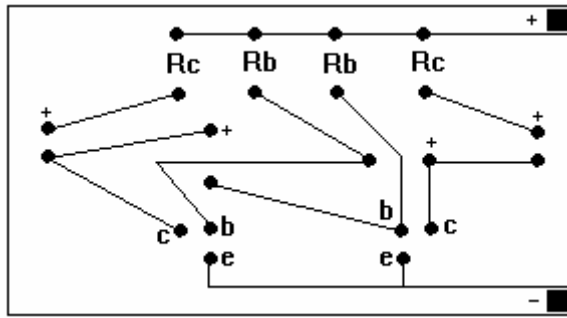 +
Rc Rb Rb Rc
+ + + +
b
c b c
e e
−